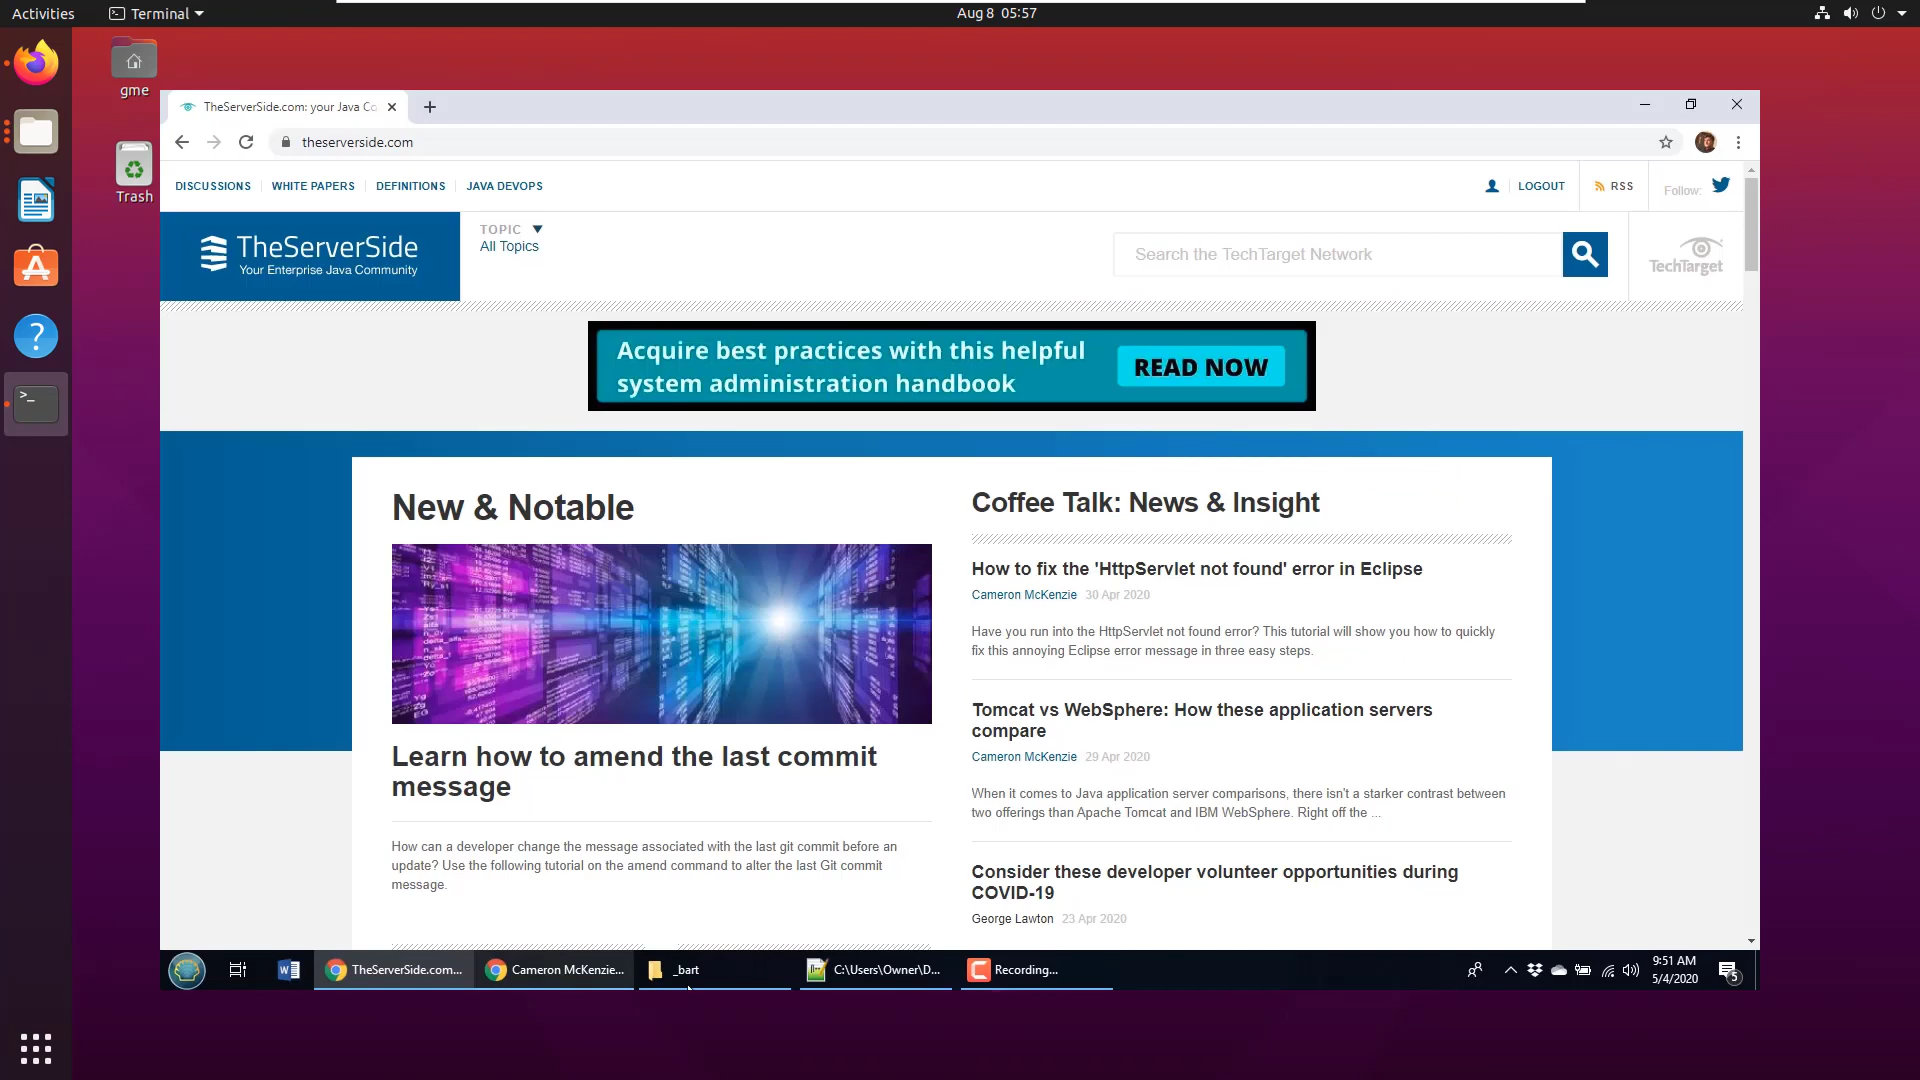 Activities
Terminal
Aug 8 05:57
gme
Trash
TheServerSide.com: your Java Co
theserverside.com
DISCUSSIONS
WHITE PAPERS
DEFINITIONS
JAVA DEVOPS
LOGOUT
RSS
Follow:
TheServerSide
Your Enterprise Java Community
TOPIC
All Topics
Search the TechTarget Network
TechTarget
Acquire best practices with this helpful
system administration handbook
READ NOW
New & Notable
Learn how to amend the last commit
message
How can a developer change the message associated with the last git commit before an
update? Use the following tutorial on the amend command to alter the last Git commit
message.
Coffee Talk: News & Insight
How to fix the 'HttpServlet not found' error in Eclipse
Cameron McKenzie 30 Apr 2020
Have you run into the HttpServlet not found error? This tutorial will show you how to quickly
fix this annoying Eclipse error message in three easy steps.
Tomcat vs WebSphere: How these application servers
compare
Cameron McKenzie 29 Apr 2020
When it comes to Java application server comparisons, there isn't a starker contrast between
two offerings than Apache Tomcat and IBM WebSphere. Right off the ...
Consider these developer volunteer opportunities during
COVID-19
George Lawton 23 Apr 2020
TheServerSide.com...
Cameron McKenzie...
_bart
C:\Users\Owner\D...
Recording...
9:51 AM
5/4/2020
5